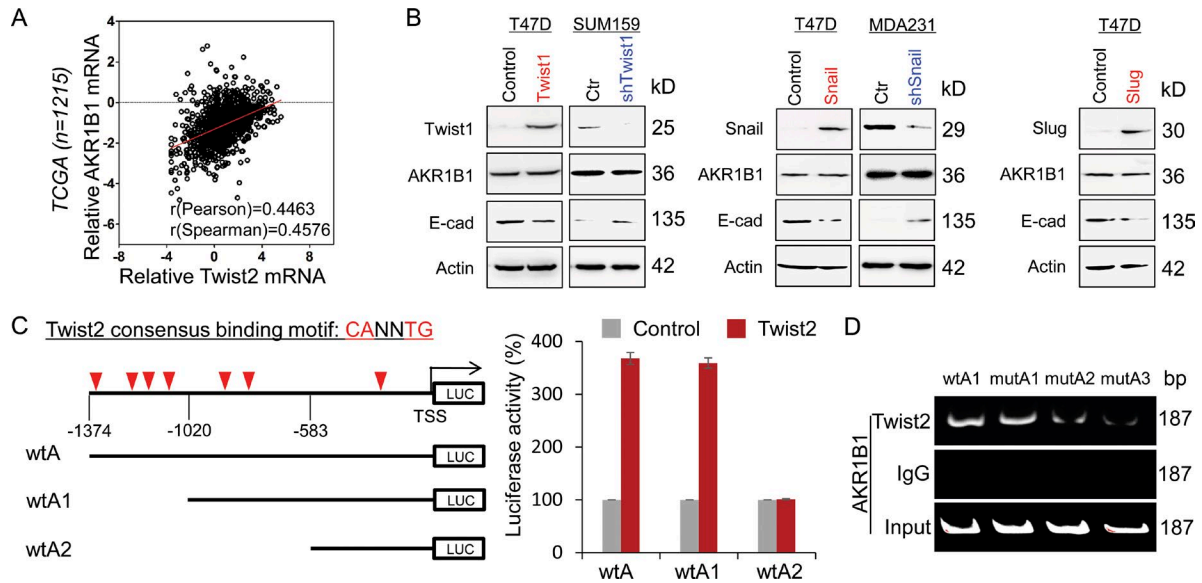 A
TCGA (n=1215)
Relative AKR1B1 mRNA
4
2
0
-2
-4
-6
r(Pearson)=0.4463
r(Spearman)=0.4576
-8
-4
0
4
8
Relative Twist2 mRNA
B
T47D
SUM159
Control
Twist1
Ctr
shTwist1
kD
Twist1
25
AKR1B1
36
E-cad
135
Actin
42
T47D
MDA231
Control
Snail
Ctr
shSnail
kD
Snail
29
AKR1B1
36
E-cad
135
Actin
42
T47D
Control
Slug
kD
Slug
30
AKR1B1
36
E-cad
135
Actin
42
C
Twist2 consensus binding motif: CANNTG
LUC
TSS
-1374
-1020
-583
wtA
LUC
wtA1
LUC
wtA2
LUC
Control
Twist2
Luciferase activity (%)
400
300
200
100
0
wtA
wtA1
wtA2
D
wtA1 mutA1 mutA2 mutA3 bp
AKR1B1
Twist2
187
IgG
187
Input
187